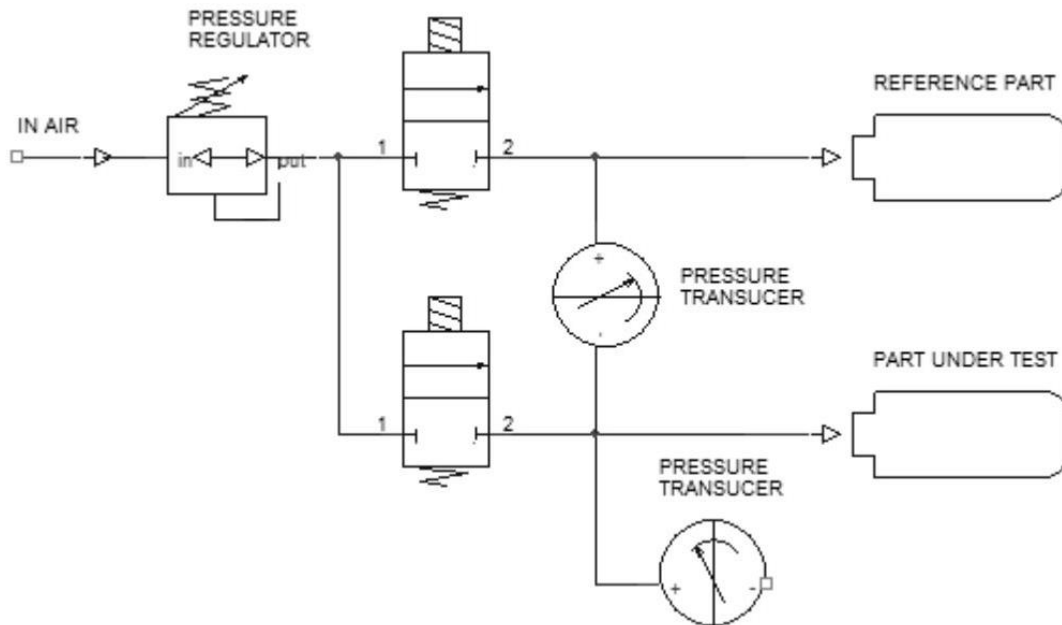 PRESSURE
REGULATOR
REFERENCE PART
IN AIR
in
out
1
2
+
-
PRESSURE
TRANSUCER
PART UNDER TEST
1
2
PRESSURE
TRANSUCER
+
-